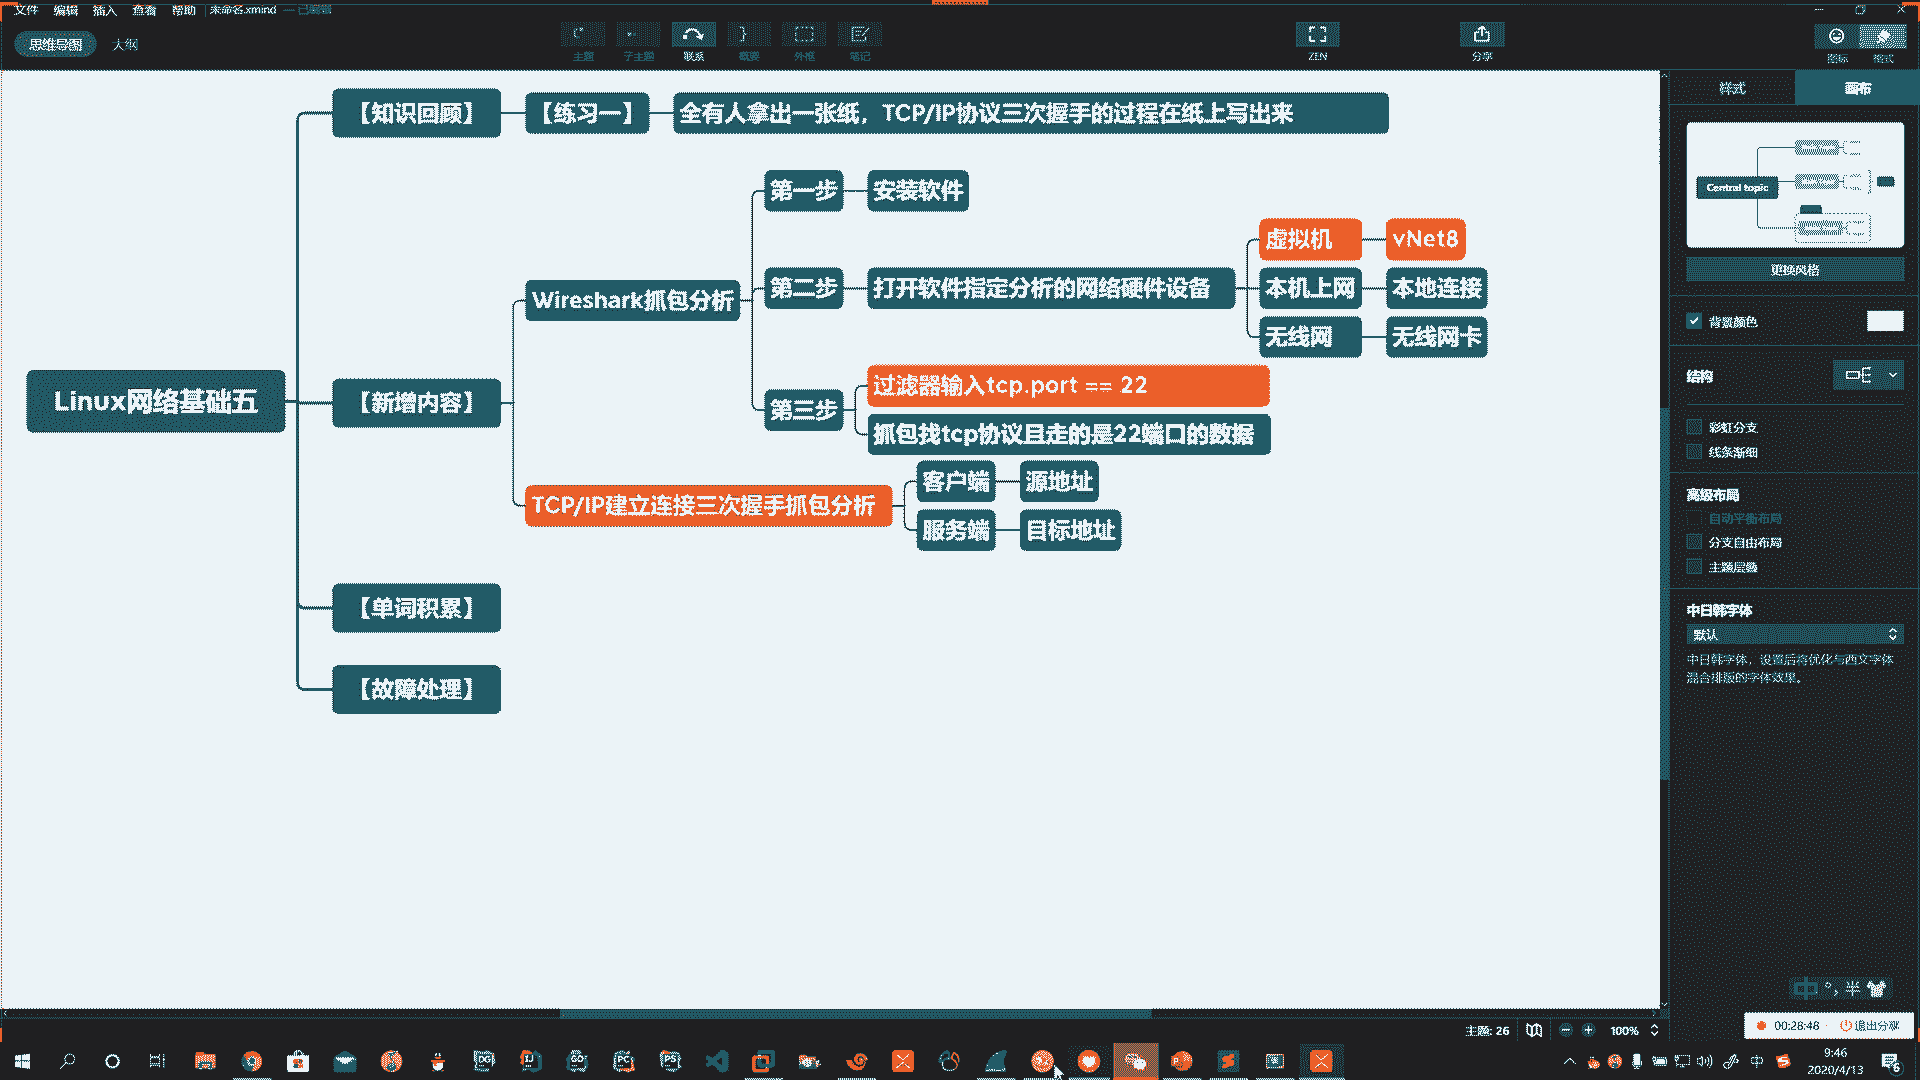 文件 编辑 插入 查看 帮助 未命名.xmind — 已编辑
思维导图 大纲
主题 子主题 联系 概要 外框 笔记 ZEN 分享 图标 格式
【知识回顾】 【练习一】 全有人拿出一张纸，TCP/IP协议三次握手的过程在纸上写出来
第一步 安装软件
虚拟机 vNet8
Wireshark抓包分析 第二步 打开软件指定分析的网络硬件设备 本机上网 本地连接
无线网 无线网卡
过滤器输入tcp.port == 22
Linux网络基础五 【新增内容】 第三步
抓包找tcp协议且走的是22端口的数据
客户端 源地址
TCP/IP建立连接三次握手抓包分析
服务端 目标地址
【单词积累】
【故障处理】
样式 画布
Central topic
更换风格
背景颜色
结构
彩虹分支
线条渐细
高级布局
自动平衡布局
分支自由布局
主题层叠
中日韩字体
默认
中日韩字体，设置后将优化与西文字体
混合排版的字体效果。
中 半
主题: 26 100% 00:28:48 退出分享
DG IJ GO PC PS 中 9:46
2020/4/13 6